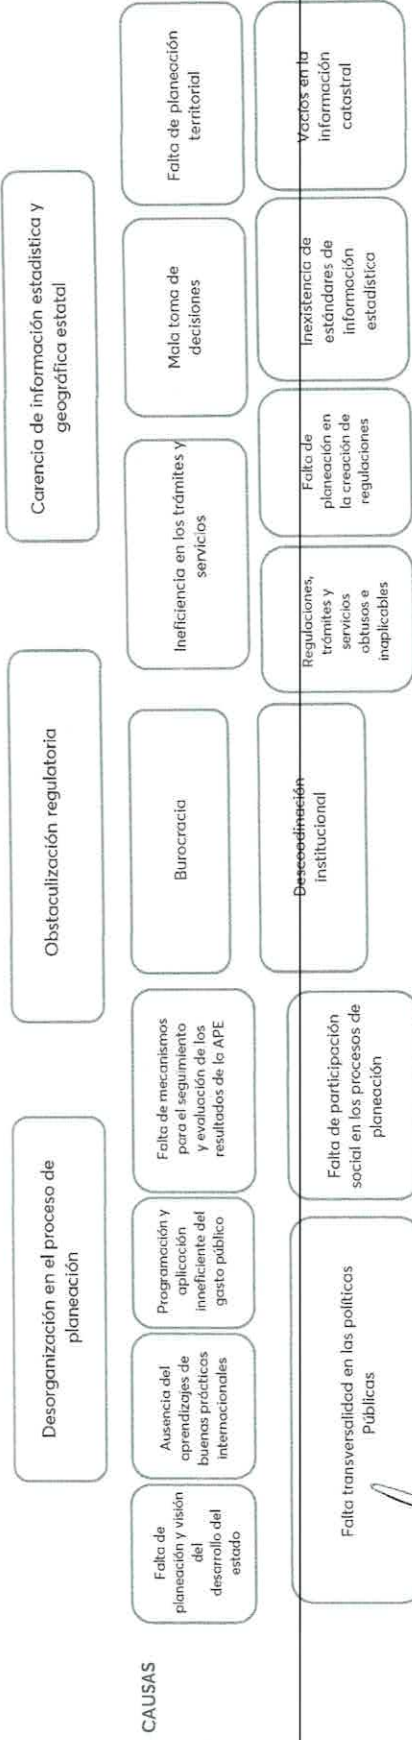 Desorganización en el proceso de
planeación
Obstaculización regulatoria
Carencia de información estadística y
geográfica estatal
CAUSAS
Falta de
planeación y visión
del
desarrollo del
estado
Ausencia del
aprendizajes de
buenas prácticas
internacionales
Programación y
aplicación
inneficiente del
gasto público
Falta de mecanismos
para el seguimiento
y evaluación de los
resultados de la APE
Burocracia
Ineficiencia en los trámites y
servicios
Mala toma de
decisiones
Falta de planeación
territorial
Falta transversalidad en las políticas
Públicas
Falta de participación
social en los procesos de
planeación
Descoodinación
institucional
Regulaciones,
trámites y
servicios
obtusos e
inaplicables
Falta de
planeación en
la creación de
regulaciones
Inexistencia de
estándares de
información
estadística
Vacíos en la
información
catastral